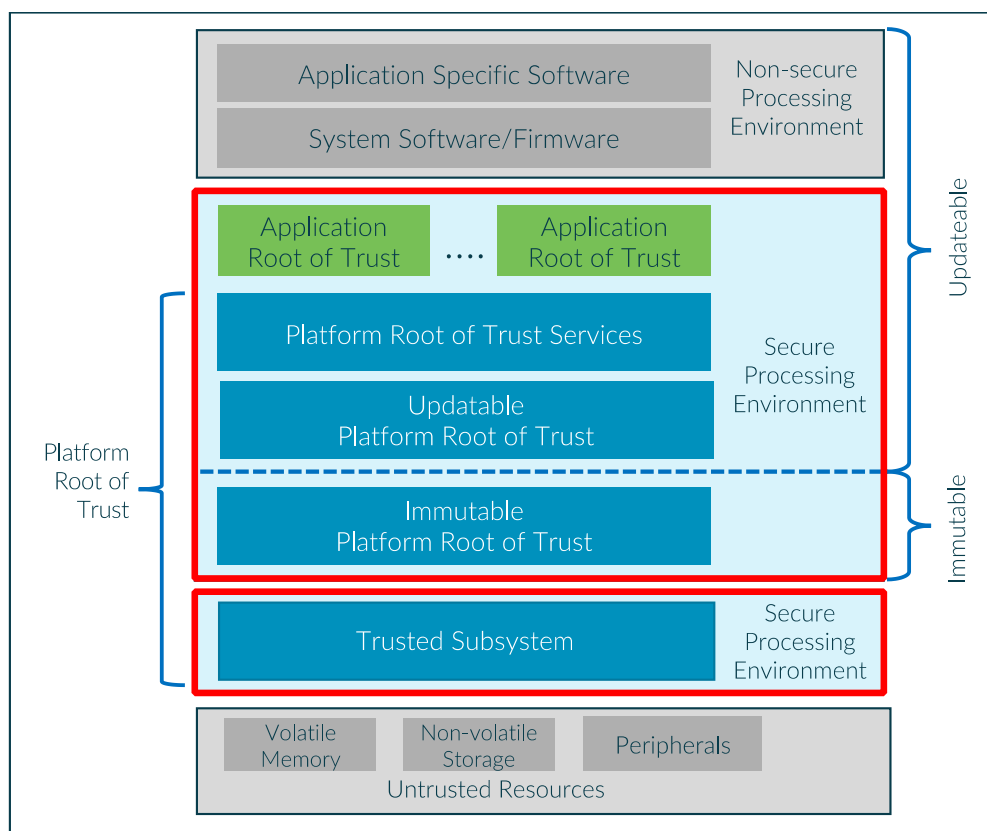 Application Specific Software
System Software/Firmware
Non-secure
Processing
Environment
Application
Root of Trust
....
Application
Root of Trust
Platform Root of Trust Services
Updatable
Platform Root of Trust
Secure
Processing
Environment
Immutable
Platform Root of Trust
Trusted Subsystem
Secure
Processing
Environment
Platform
Root of
Trust
Updateable
Immutable
Volatile
Memory
Non-volatile
Storage
Peripherals
Untrusted Resources